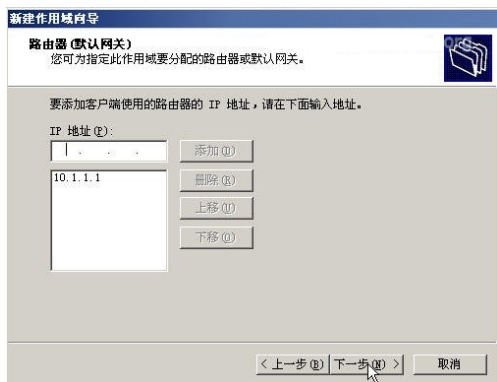 新建作用域向导
路由器(默认网关)
您可为指定此作用域要分配的路由器或默认网关。
org
要添加客户端使用的路由器的 IP 地址，请在下面输入地址。
IP 地址(P):
. . .
添加(D)
10.1.1.1
删除(R)
上移(U)
下移(O)
< 上一步(B)
下一步(N) >
取消